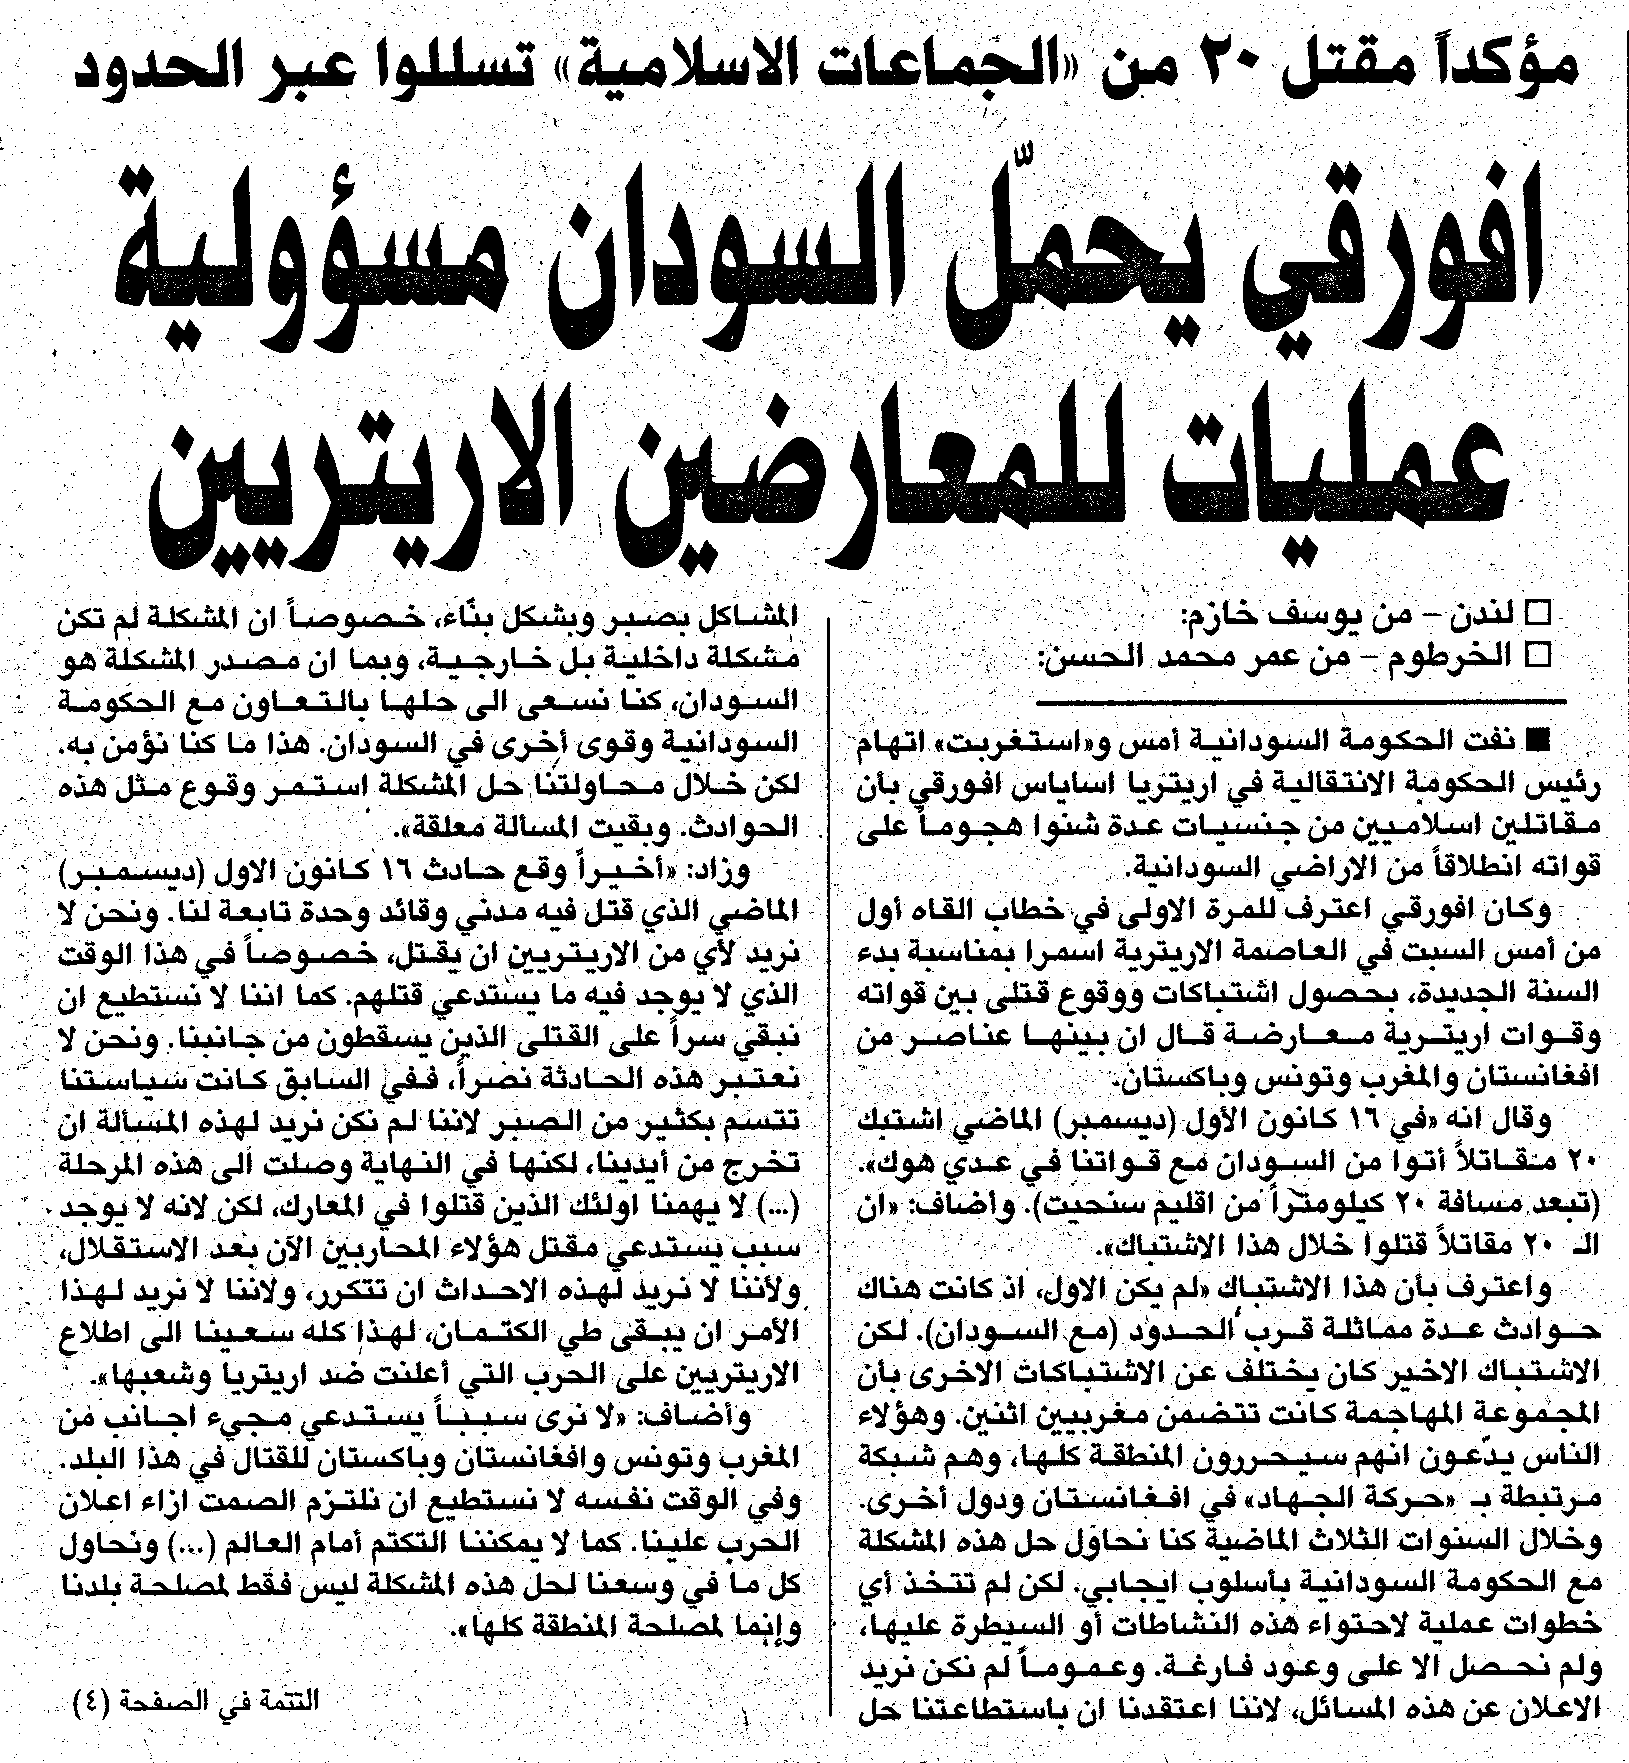 مؤكداً مقتل ٢٠ من «الجماعات الاسلامية» تسللوا عبر الحدود
افورقي يحمّل السودان مسؤولية
عمليات للمعارضين الاريتريين
□ لندن – من يوسف خازم:
□ الخرطوم – من عمر محمد الحسن:
■ نفت الحكومة السودانية أمس و«استغربت» اتهام
رئيس الحكومة الانتقالية في اريتريا اساياس افورقي بأن
مقاتلين اسلاميين من جنسيات عدة شنوا هجوماً على
قواته انطلاقاً من الاراضي السودانية.
وكان افورقي اعترف للمرة الاولى في خطاب القاه أول
من أمس السبت في العاصمة الاريترية اسمرا بمناسبة بدء
السنة الجديدة، بحصول اشتباكات ووقوع قتلى بين قواته
وقوات اريترية معارضة قال ان بينها عناصر من
افغانستان والمغرب وتونس وباكستان.
وقال انه «في ١٦ كانون الأول (ديسمبر) الماضي اشتبك
٢٠ مقاتلاً أتوا من السودان مع قواتنا في عدي هوك».
(تبعد مسافة ٢٠ كيلومتراً من اقليم سنحيت). وأضاف: «ان
الـ ٢٠ مقاتلاً قتلوا خلال هذا الاشتباك».
واعترف بأن هذا الاشتباك «لم يكن الاول، اذ كانت هناك
حوادث عدة مماثلة قرب الحدود (مع السودان). لكن
الاشتباك الاخير كان يختلف عن الاشتباكات الاخرى بأن
المجموعة المهاجمة كانت تتضمن مغربيين اثنين. وهؤلاء
الناس يدّعون انهم سيحررون المنطقة كلها، وهم شبكة
مرتبطة بـ «حركة الجهاد» في افغانستان ودول أخرى.
وخلال السنوات الثلاث الماضية كنا نحاول حل هذه المشكلة
مع الحكومة السودانية بأسلوب ايجابي. لكن لم تتخذ أي
خطوات عملية لاحتواء هذه النشاطات أو السيطرة عليها،
ولم نحصل الا على وعود فارغة. وعموماً لم نكن نريد
الاعلان عن هذه المسائل، لاننا اعتقدنا ان باستطاعتنا حل
المشاكل بصبر وبشكل بنّاء، خصوصاً ان المشكلة لم تكن
مشكلة داخلية بل خارجية، وبما ان مصدر المشكلة هو
السودان، كنا نسعى الى حلها بالتعاون مع الحكومة
السودانية وقوى أخرى في السودان. هذا ما كنا نؤمن به.
لكن خلال محاولتنا حل المشكلة استمر وقوع مثل هذه
الحوادث. وبقيت المسألة معلقة».
وزاد: «أخيراً وقع حادث ١٦ كانون الاول (ديسمبر)
الماضي الذي قتل فيه مدني وقائد وحدة تابعة لنا. ونحن لا
نريد لأي من الاريتريين ان يقتل، خصوصاً في هذا الوقت
الذي لا يوجد فيه ما يستدعي قتلهم. كما اننا لا نستطيع ان
نبقي سراً على القتلى الذين يسقطون من جانبنا. ونحن لا
نعتبر هذه الحادثة نصراً، ففي السابق كانت سياستنا
تتسم بكثير من الصبر لاننا لم نكن نريد لهذه المسألة ان
تخرج من أيدينا، لكنها في النهاية وصلت الى هذه المرحلة
(...) لا يهمنا اولئك الذين قتلوا في المعارك، لكن لانه لا يوجد
سبب يستدعي مقتل هؤلاء المحاربين الآن بعد الاستقلال،
ولأننا لا نريد لهذه الاحداث ان تتكرر، ولاننا لا نريد لهذا
الأمر ان يبقى طي الكتمان، لهذا كله سعينا الى اطلاع
الاريتريين على الحرب التي أعلنت ضد اريتريا وشعبها».
وأضاف: «لا نرى سبباً يستدعي مجيء اجانب من
المغرب وتونس وافغانستان وباكستان للقتال في هذا البلد.
وفي الوقت نفسه لا نستطيع ان نلتزم الصمت ازاء اعلان
الحرب علينا. كما لا يمكننا التكتم أمام العالم (...) ونحاول
كل ما في وسعنا لحل هذه المشكلة ليس فقط لمصلحة بلدنا
وإنما لمصلحة المنطقة كلها».
التتمة في الصفحة (٤)